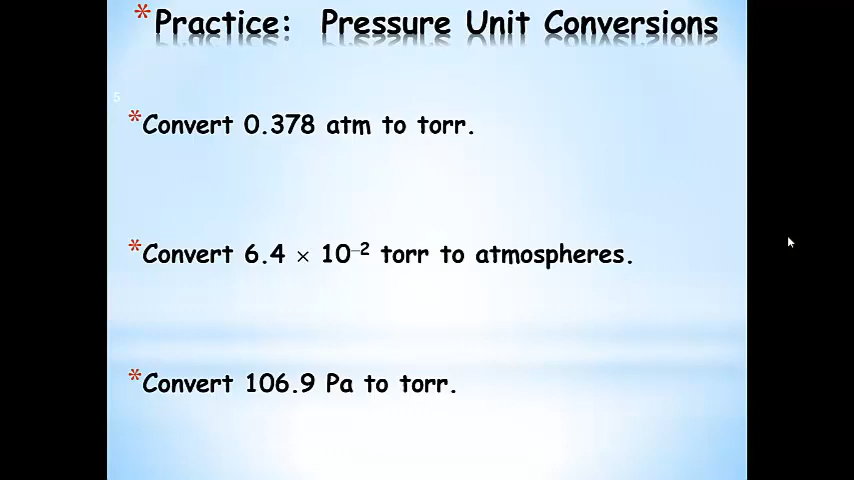 *Practice: Pressure Unit Conversions
5
*Convert 0.378 atm to torr.
*Convert 6.4 × 10⁻² torr to atmospheres.
*Convert 106.9 Pa to torr.